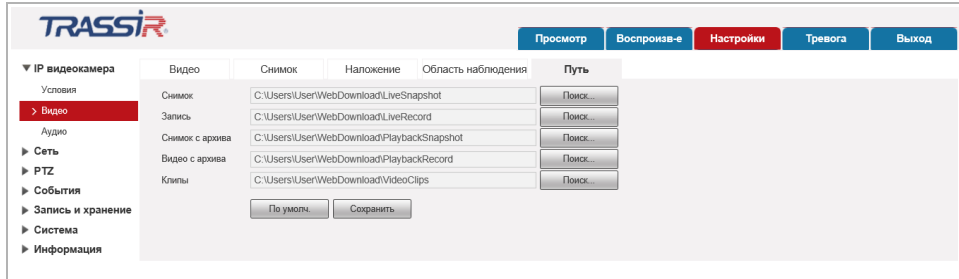 TRASSIR
Просмотр Воспроизв-е Настройки Тревога Выход
IP видеокамера Видео Снимок Наложение Область наблюдения Путь
Условия Снимок C:\Users\User\WebDownload\LiveSnapshot Поиск...
Видео Запись C:\Users\User\WebDownload\LiveRecord Поиск...
Аудио Снимок с архива C:\Users\User\WebDownload\PlaybackSnapshot Поиск...
Сеть Видео с архива C:\Users\User\WebDownload\PlaybackRecord Поиск...
PTZ Клипы C:\Users\User\WebDownload\VideoClips Поиск...
События
Запись и хранение По умолч. Сохранить
Система
Информация